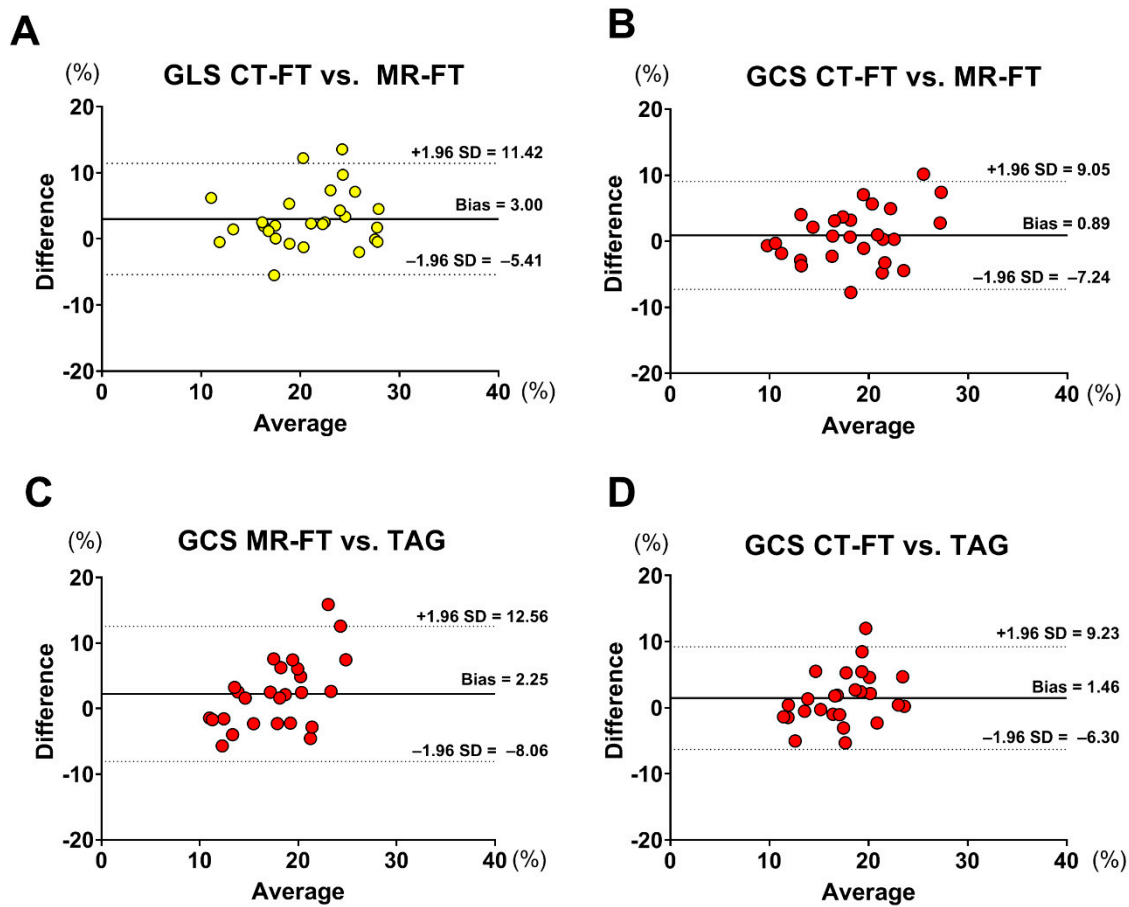 A
(%)
GLS CT-FT vs. MR-FT
20
+1.96 SD = 11.42
10
Bias = 3.00
0
–1.96 SD = –5.41
-10
-20
Difference
0 10 20 30 40 (%)
Average
B
(%)
GCS CT-FT vs. MR-FT
20
+1.96 SD = 9.05
10
Bias = 0.89
0
–1.96 SD = –7.24
-10
-20
Difference
0 10 20 30 40 (%)
Average
C
(%)
GCS MR-FT vs. TAG
20
+1.96 SD = 12.56
10
Bias = 2.25
0
–1.96 SD = –8.06
-10
-20
Difference
0 10 20 30 40 (%)
Average
D
(%)
GCS CT-FT vs. TAG
20
+1.96 SD = 9.23
10
Bias = 1.46
0
–1.96 SD = –6.30
-10
-20
Difference
0 10 20 30 40 (%)
Average